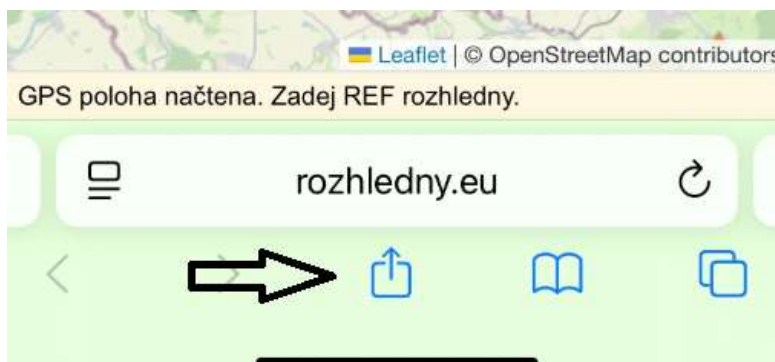 Leaflet | © OpenStreetMap contributors
GPS poloha načtena. Zadej REF rozhledny.
rozhledny.eu